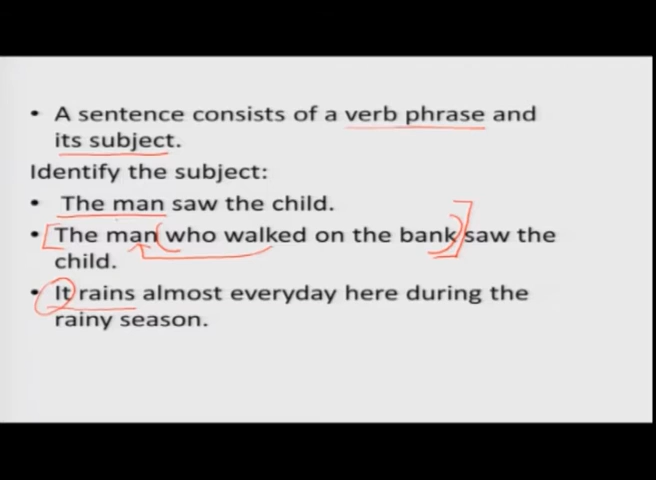 • A sentence consists of a verb phrase and
its subject.
Identify the subject:
• The man saw the child.
• The man who walked on the bank saw the
child.
• It rains almost everyday here during the
rainy season.